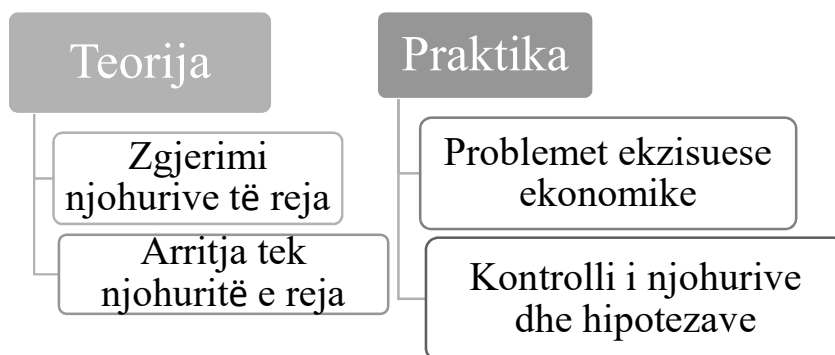 Teorija
Zgjerimi
njohurive të reja
Arritja tek
njohuritë e reja
Praktika
Problemet ekzisuese
ekonomike
Kontrolli i njohurive
dhe hipotezave